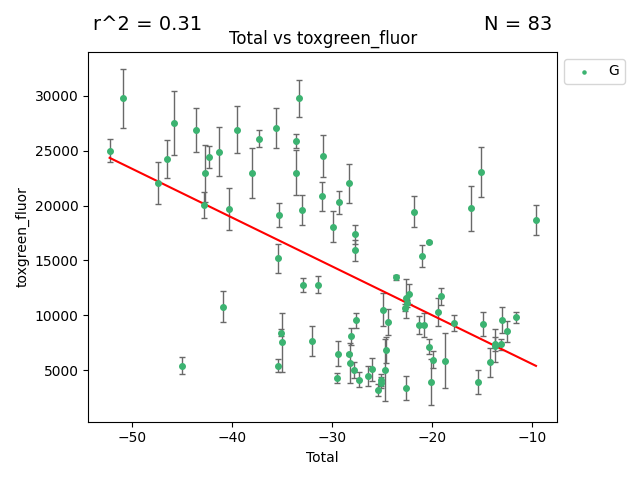 r^2 = 0.31
N = 83
Total vs toxgreen_fluor
G
30000
25000
20000
15000
10000
5000
toxgreen_fluor
−50
−40
−30
−20
−10
Total